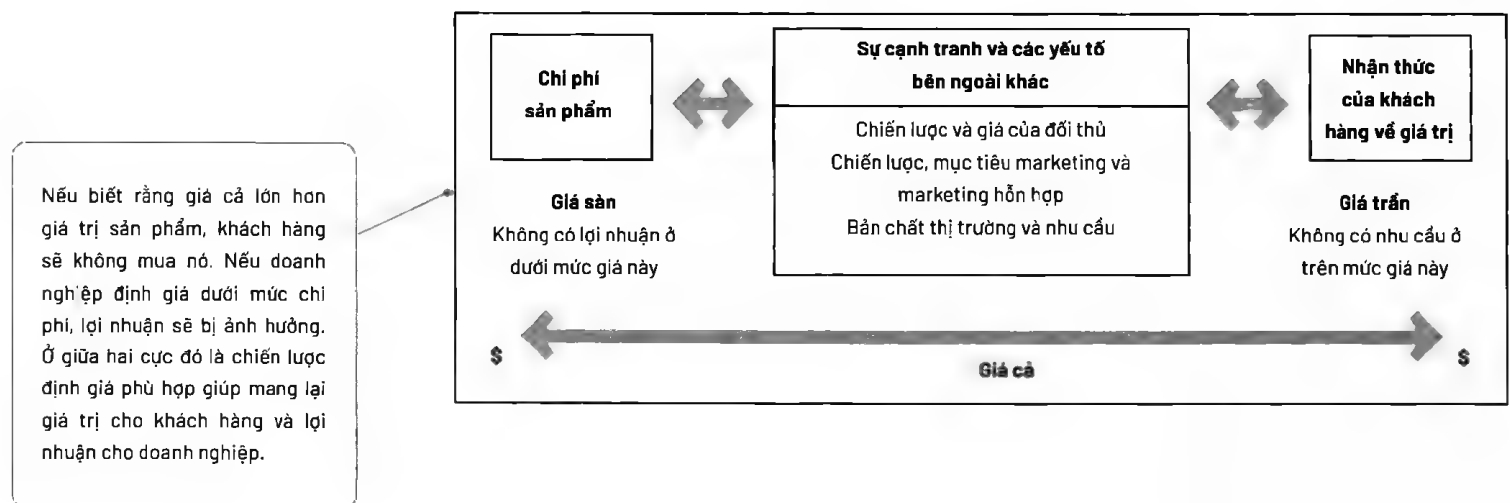 Nếu biết rằng giá cả lớn hơn
giá trị sản phẩm, khách hàng
sẽ không mua nó. Nếu doanh
nghiệp định giá dưới mức chi
phí, lợi nhuận sẽ bị ảnh hưởng.
Ở giữa hai cực đó là chiến lược
định giá phù hợp giúp mang lại
giá trị cho khách hàng và lợi
nhuận cho doanh nghiệp.
Chi phí
sản phẩm
Giá sàn
Không có lợi nhuận ở
dưới mức giá này
Sự cạnh tranh và các yếu tố
bên ngoài khác
Chiến lược và giá của đối thủ
Chiến lược, mục tiêu marketing và
marketing hỗn hợp
Bản chất thị trường và nhu cầu
Nhận thức
của khách
hàng về giá trị
Giá trần
Không có nhu cầu ở
trên mức giá này
$
Giá cả
$